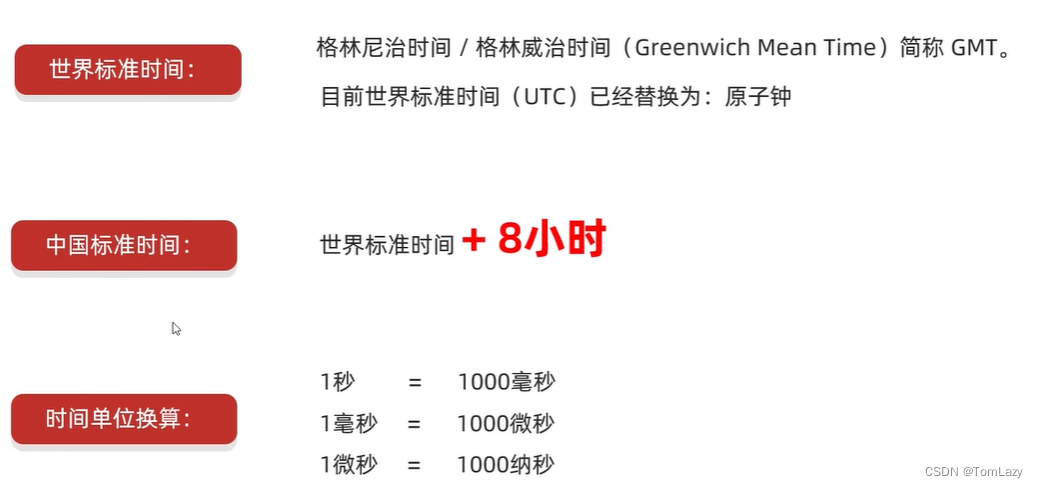 世界标准时间：
格林尼治时间 / 格林威治时间（Greenwich Mean Time）简称 GMT。
目前世界标准时间（UTC）已经替换为：原子钟
中国标准时间：
世界标准时间 + 8小时
时间单位换算：
1秒 = 1000毫秒
1毫秒 = 1000微秒
1微秒 = 1000纳秒
CSDN @TomLazy